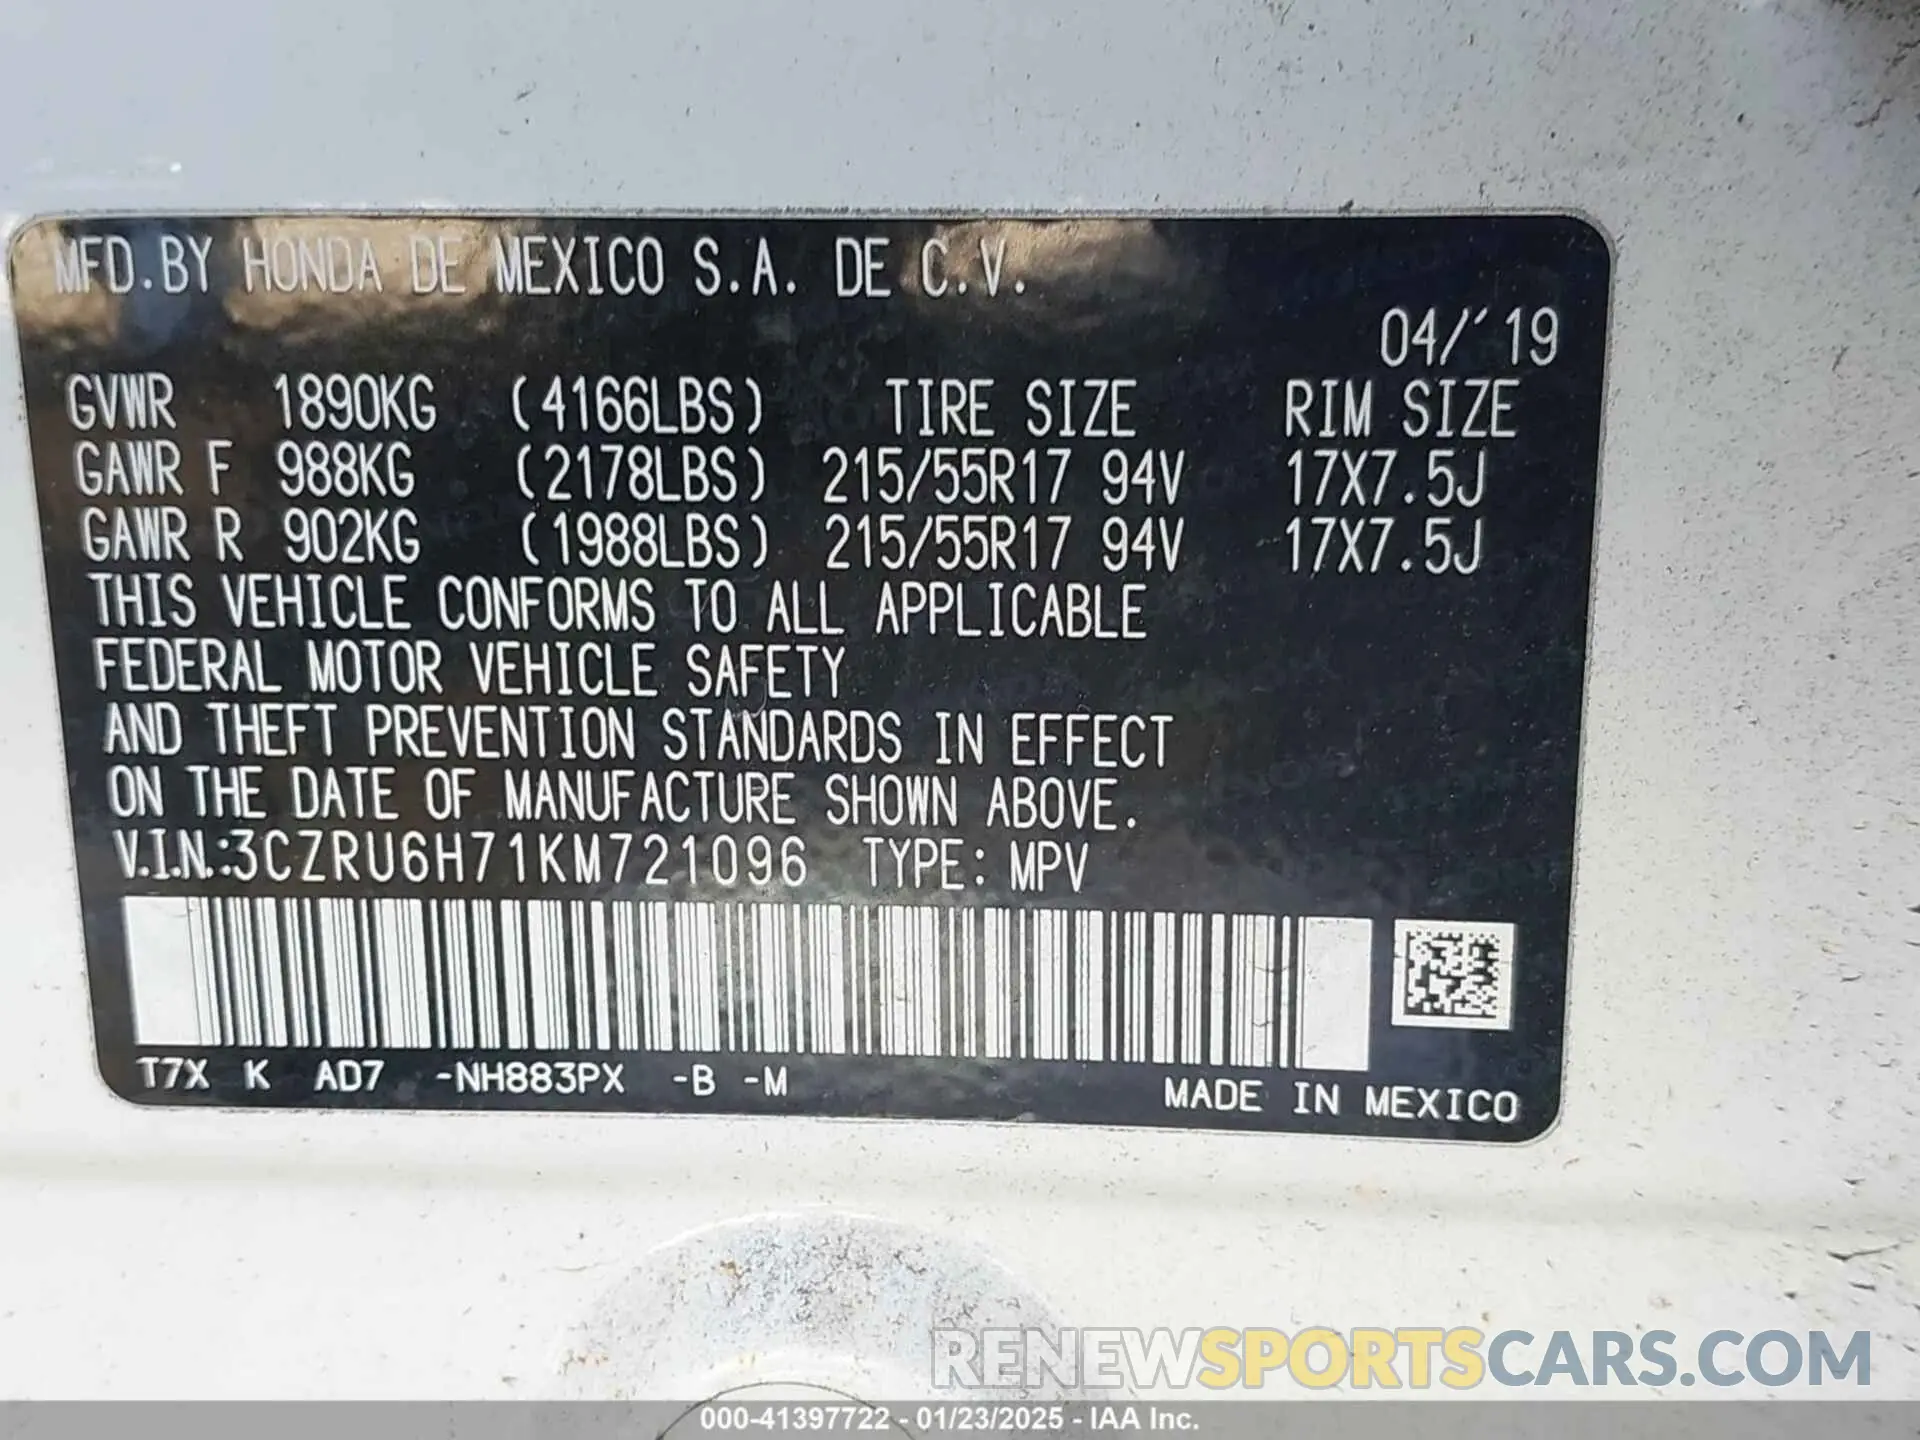 MFD.BY HONDA DE MEXICO S.A. DE C.V.
04/'19
GVWR 1890KG (4166LBS) TIRE SIZE RIM SIZE
GAWR F 988KG (2178LBS) 215/55R17 94V 17X7.5J
GAWR R 902KG (1988LBS) 215/55R17 94V 17X7.5J
THIS VEHICLE CONFORMS TO ALL APPLICABLE
FEDERAL MOTOR VEHICLE SAFETY
AND THEFT PREVENTION STANDARDS IN EFFECT
ON THE DATE OF MANUFACTURE SHOWN ABOVE.
V.I.N.:3CZRU6H71KM721096 TYPE: MPV
T7X K AD7 -NH883PX -B -M
MADE IN MEXICO
RENEWSPORTSCARS.COM
000-41397722 - 01/23/2025 - IAA Inc.